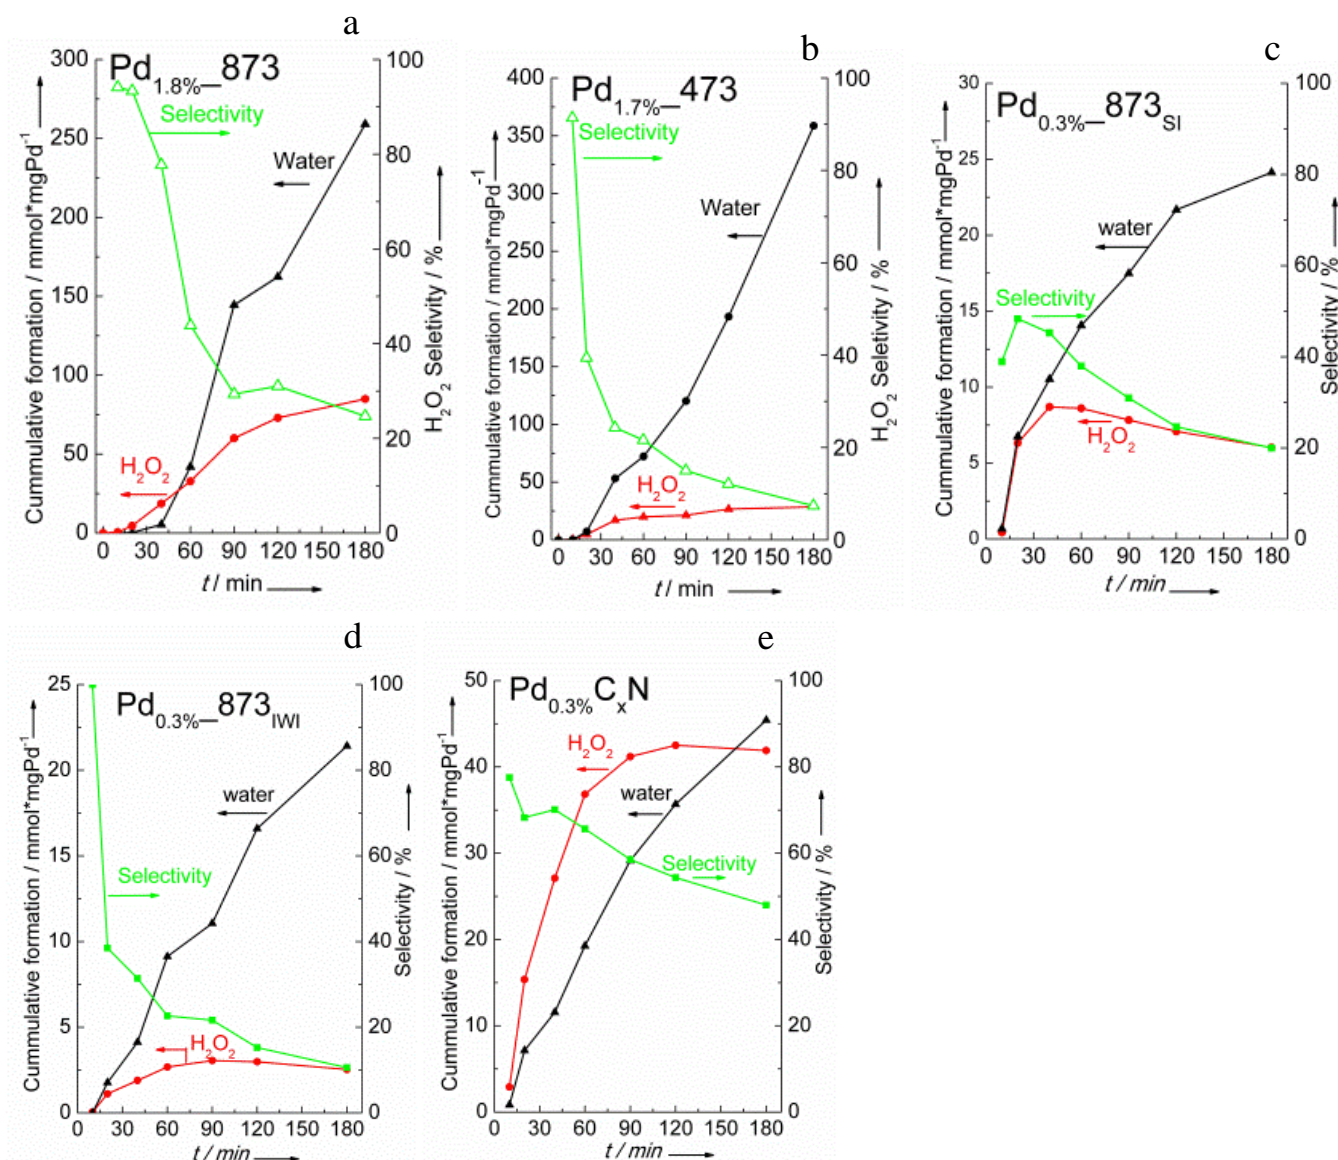 a
Pd1.8%_873
Selectivity
Water
H2O2
Cummulative formation / mmol*mgPd-1
H2O2 Seletivity / %
300
250
200
150
100
50
0
100
80
60
40
20
0
0 30 60 90 120 150 180
t / min
b
Pd1.7%_473
Selectivity
Water
H2O2
Cummulative formation / mmol*mgPd-1
H2O2 Selectivity / %
400
350
300
250
200
150
100
50
0
100
80
60
40
20
0
0 30 60 90 120 150 180
t / min
c
Pd0.3%_873SI
water
Selectivity
H2O2
Cummulative formation / mmol*mgPd-1
Selectivity / %
30
25
20
15
10
5
0
100
80
60
40
20
0
0 30 60 90 120 150 180
t / min
d
Pd0.3%_873IWI
water
Selectivity
H2O2
Cummulative formation / mmol*mgPd-1
Selectivity / %
25
20
15
10
5
0
100
80
60
40
20
0
0 30 60 90 120 150 180
t / min
e
Pd0.3%CxN
H2O2
water
Selectivity
Cummulative formation / mmol*mgPd-1
Selectivity / %
50
40
30
20
10
0
100
80
60
40
20
0
0 30 60 90 120 150 180
t / min